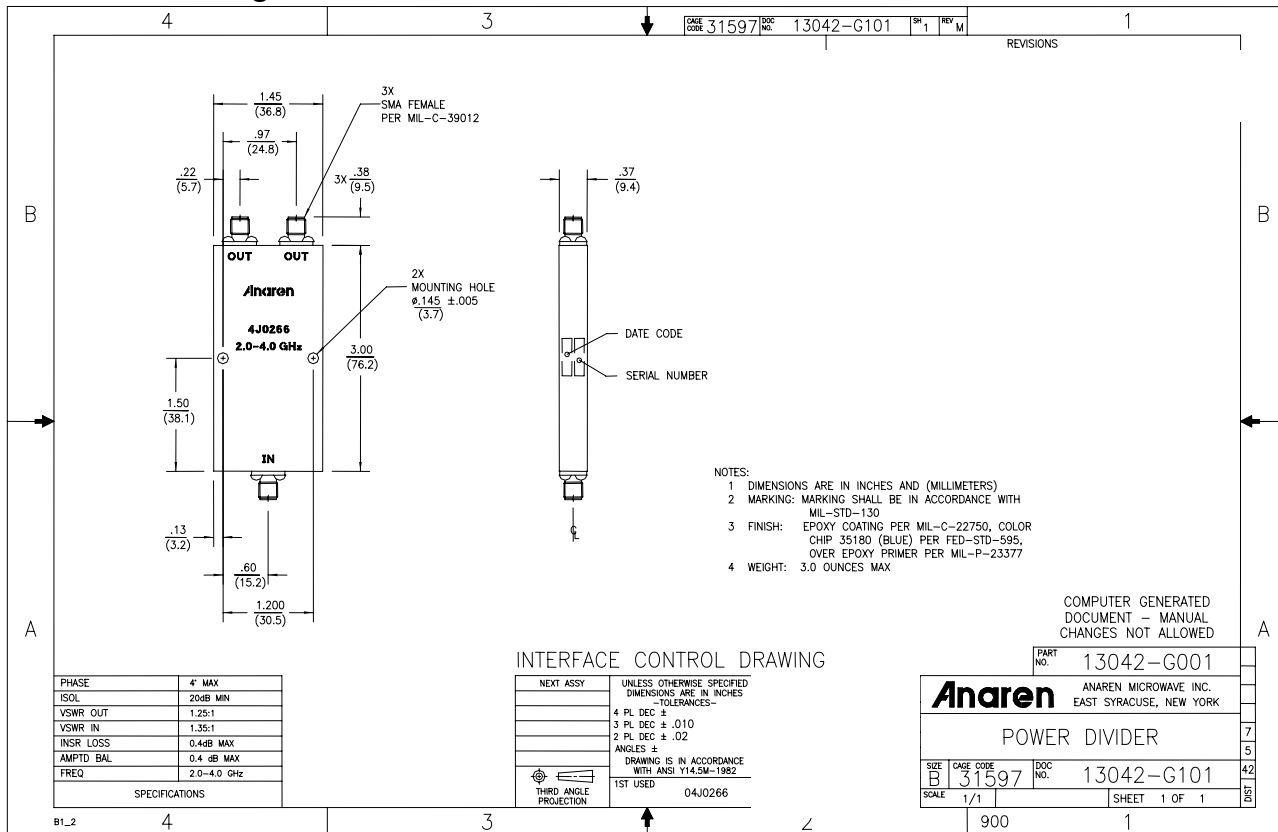 4
3
CAGE CODE 31597 DOC NO. 13042-G101 SH 1 REV M
1
REVISIONS
1.45
(36.8)
3X
SMA FEMALE
PER MIL-C-39012
.97
(24.8)
.22
(5.7)
3X .38
(9.5)
.37
(9.4)
B
B
OUT OUT
Anaren
4J0266
2.0-4.0 GHz
2X
MOUNTING HOLE
ø.145 ±.005
(3.7)
3.00
(76.2)
DATE CODE
SERIAL NUMBER
1.50
(38.1)
IN
.13
(3.2)
.60
(15.2)
1.200
(30.5)
℄
NOTES:
1 DIMENSIONS ARE IN INCHES AND (MILLIMETERS)
2 MARKING: MARKING SHALL BE IN ACCORDANCE WITH
MIL-STD-130
3 FINISH: EPOXY COATING PER MIL-C-22750, COLOR
CHIP 35180 (BLUE) PER FED-STD-595,
OVER EPOXY PRIMER PER MIL-P-23377
4 WEIGHT: 3.0 OUNCES MAX
A
A
COMPUTER GENERATED
DOCUMENT - MANUAL
CHANGES NOT ALLOWED
INTERFACE CONTROL DRAWING
PHASE 4° MAX
ISOL 20dB MIN
VSWR OUT 1.25:1
VSWR IN 1.35:1
INSR LOSS 0.4dB MAX
AMPTD BAL 0.4 dB MAX
FREQ 2.0-4.0 GHz
SPECIFICATIONS
NEXT ASSY
THIRD ANGLE
PROJECTION
UNLESS OTHERWISE SPECIFIED
DIMENSIONS ARE IN INCHES
-TOLERANCES-
4 PL DEC ±
3 PL DEC ± .010
2 PL DEC ± .02
ANGLES ±
DRAWING IS IN ACCORDANCE
WITH ANSI Y14.5M-1982
1ST USED
04J0266
PART NO. 13042-G001
Anaren
ANAREN MICROWAVE INC.
EAST SYRACUSE, NEW YORK
POWER DIVIDER
SIZE B CAGE CODE 31597 DOC NO. 13042-G101
SCALE 1/1 SHEET 1 OF 1
7
5
42
DIST
B1_2
4
3
900
1